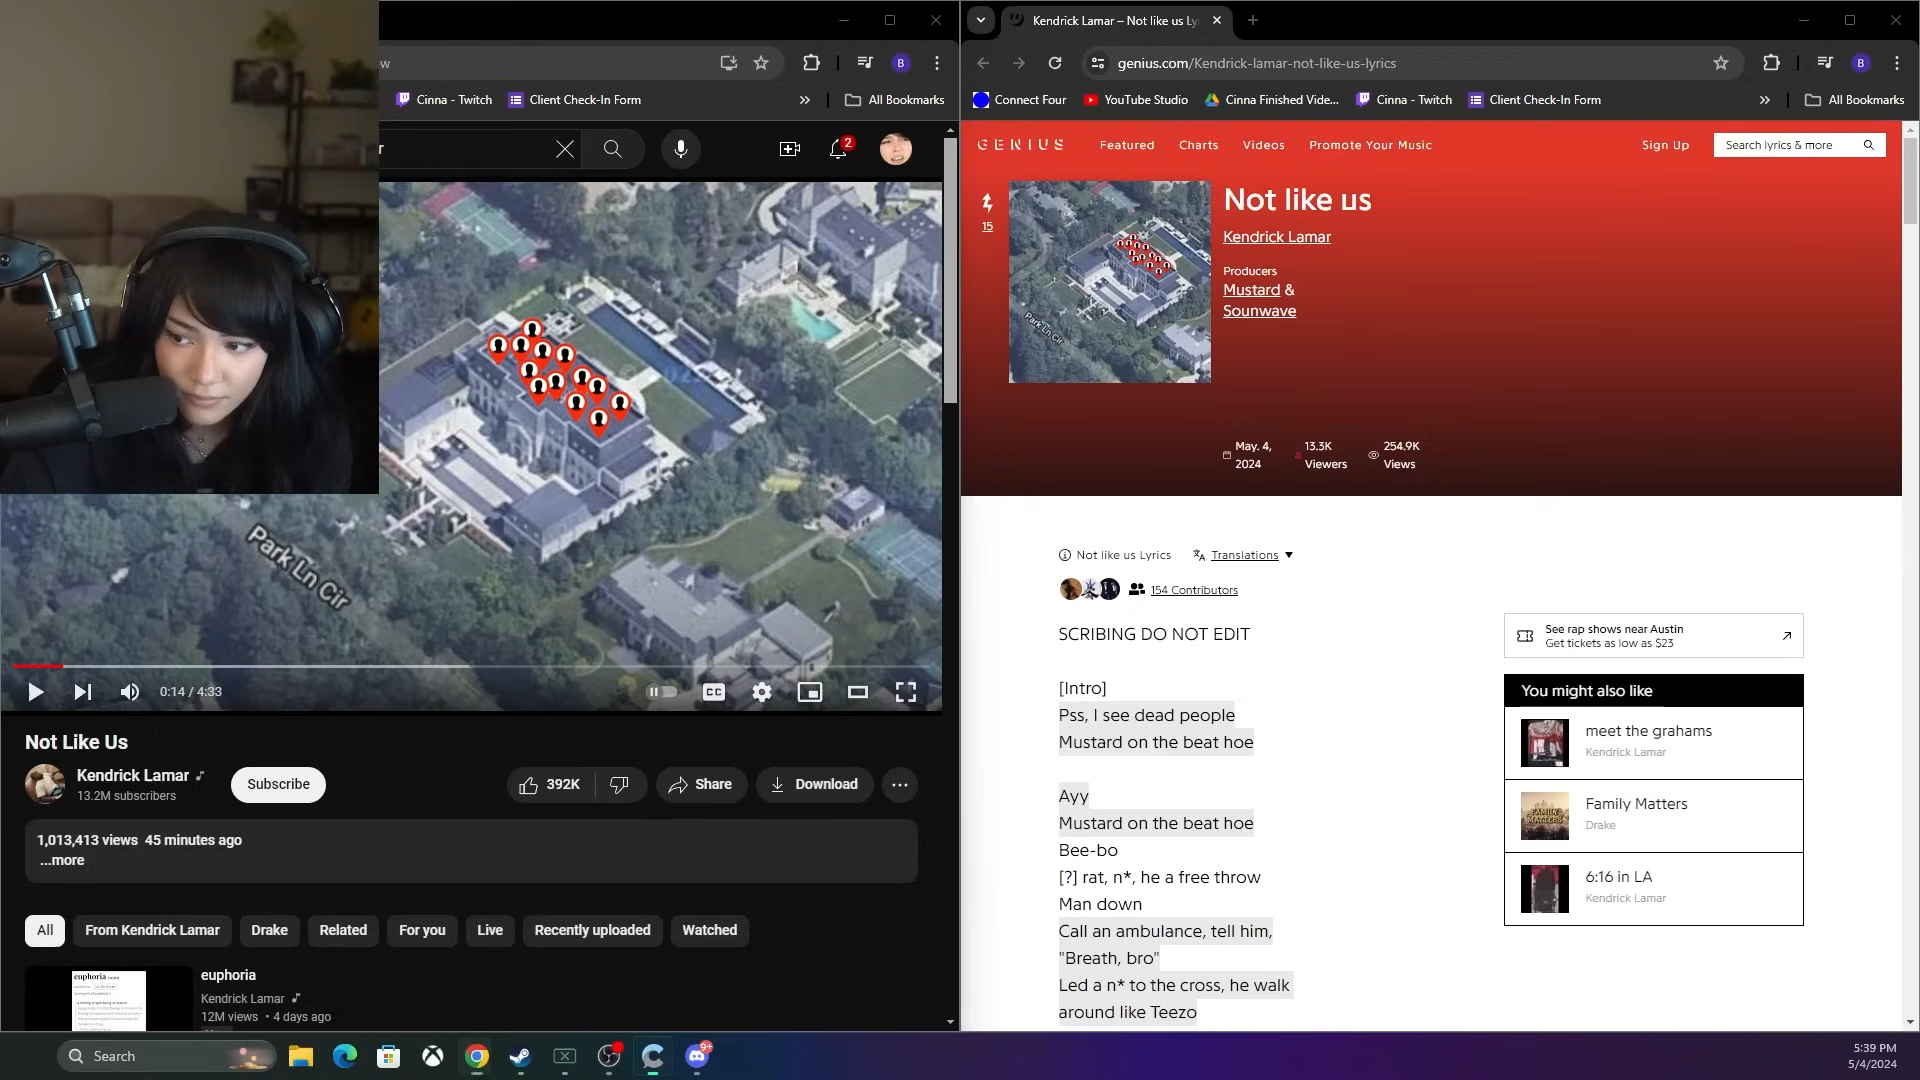 w
Cinna - Twitch
Client Check-In Form
All Bookmarks
r
2
Park Ln Cir
0:14 / 4:33
CC
Not Like Us
Kendrick Lamar
13.2M subscribers
Subscribe
392K
Share
Download
1,013,413 views 45 minutes ago
...more
All
From Kendrick Lamar
Drake
Related
For you
Live
Recently uploaded
Watched
euphoria
euphoria
Kendrick Lamar
12M views • 4 days ago
Kendrick Lamar – Not like us Ly
genius.com/Kendrick-lamar-not-like-us-lyrics
B
B
Connect Four
YouTube Studio
Cinna Finished Vide...
Cinna - Twitch
Client Check-In Form
All Bookmarks
GENIUS
Featured
Charts
Videos
Promote Your Music
Sign Up
Search lyrics & more
15
Park Ln Cir
Not like us
Kendrick Lamar
Producers
Mustard &
Sounwave
May. 4,
2024
13.3K
Viewers
254.9K
Views
Not like us Lyrics
Translations
154 Contributors
SCRIBING DO NOT EDIT
[Intro]
Pss, I see dead people
Mustard on the beat hoe
Ayy
Mustard on the beat hoe
Bee-bo
[?] rat, n*, he a free throw
Man down
Call an ambulance, tell him,
"Breath, bro"
Led a n* to the cross, he walk
around like Teezo
See rap shows near Austin
Get tickets as low as $23
You might also like
meet the grahams
Kendrick Lamar
FAMILY
MATTERS
Family Matters
Drake
6:16 in LA
Kendrick Lamar
Search
9+
5:39 PM
5/4/2024